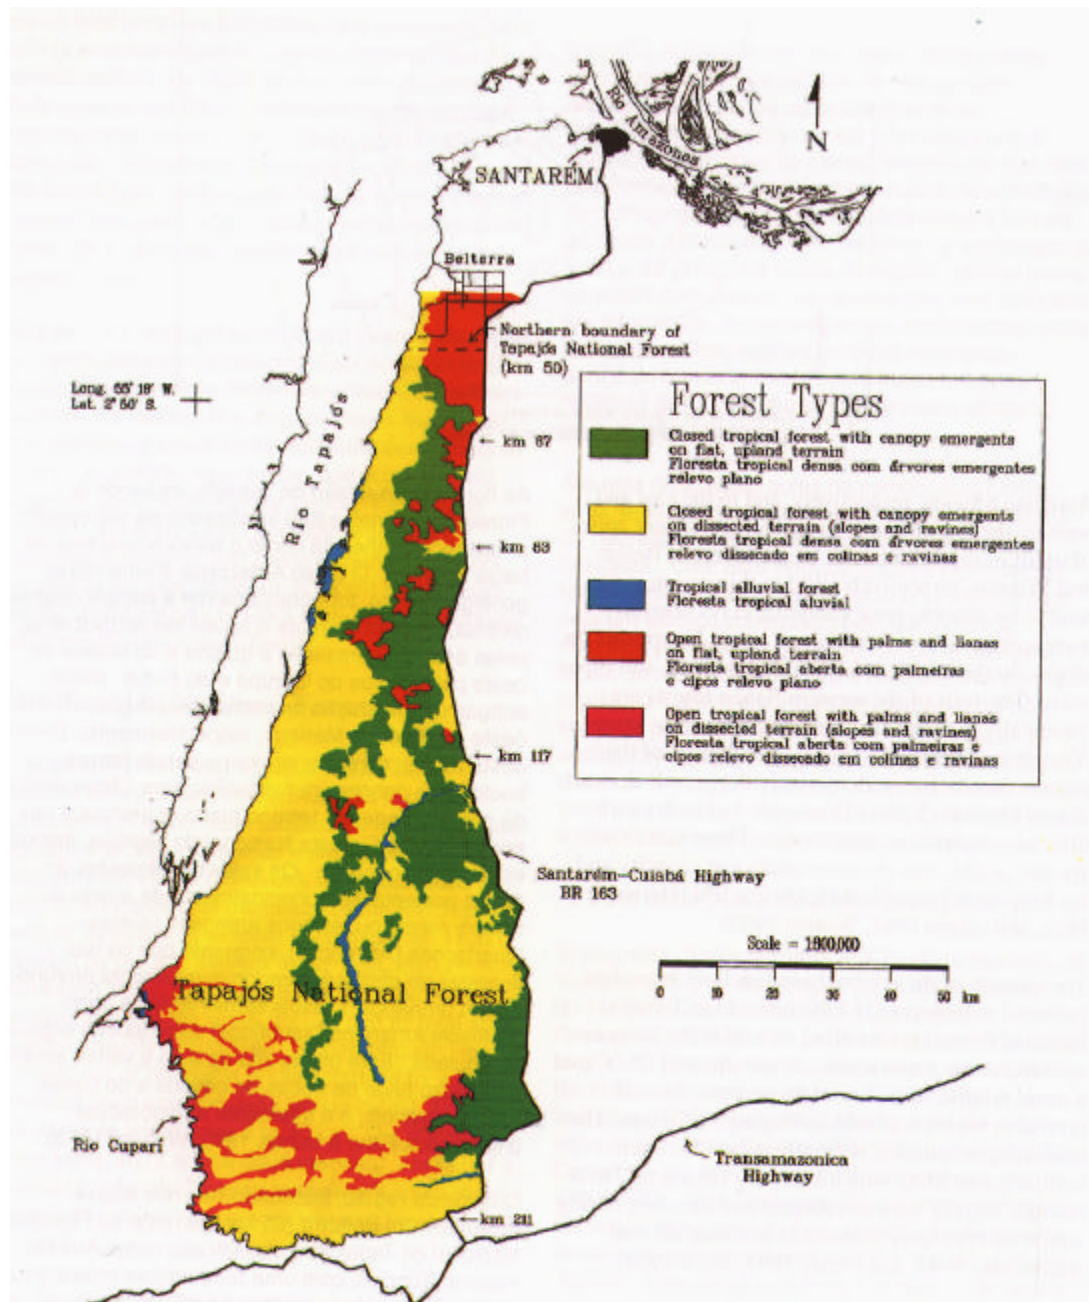 N
Rio Amazonas
SANTARÉM
Belterra
Northern boundary of
Tapajós National Forest
(km 50)
Long. 55° 19' W.
Lat. 2° 50' S.
Rio Tapajós
km 67
km 83
km 117
Forest Types
Closed tropical forest with canopy emergents
on flat, upland terrain
Floresta tropical densa com árvores emergentes
relevo plano
Closed tropical forest with canopy emergents
on dissected terrain (slopes and ravines)
Floresta tropical densa com árvores emergentes
relevo dissecado em colinas e ravinas
Tropical alluvial forest
Floresta tropical aluvial
Open tropical forest with palms and lianas
on flat, upland terrain
Floresta tropical aberta com palmeiras
e cipos relevo plano
Open tropical forest with palms and lianas
on dissected terrain (slopes and ravines)
Floresta tropical aberta com palmeiras e
cipos relevo dissecado em colinas e ravinas
Santarém-Cuiabá Highway
BR 163
Scale =
0 10 20 30 40 50 km
Tapajós National Forest
Rio Cuparí
Transamazonica
Highway
km 211